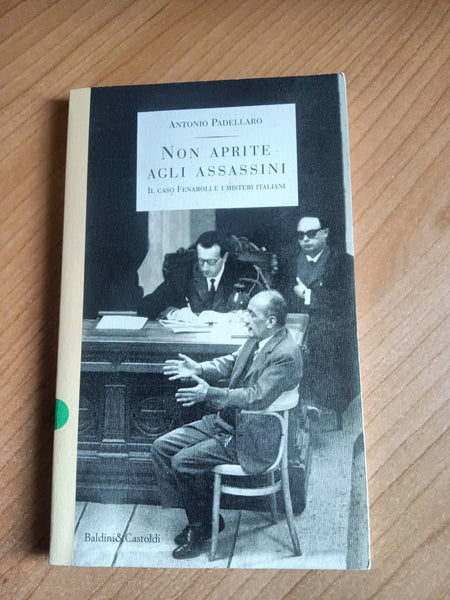 ANTONIO PADELLARO
NON APRITE
AGLI ASSASSINI
IL CASO FENAROLI E I MISTERI ITALIANI
Baldini&Castoldi